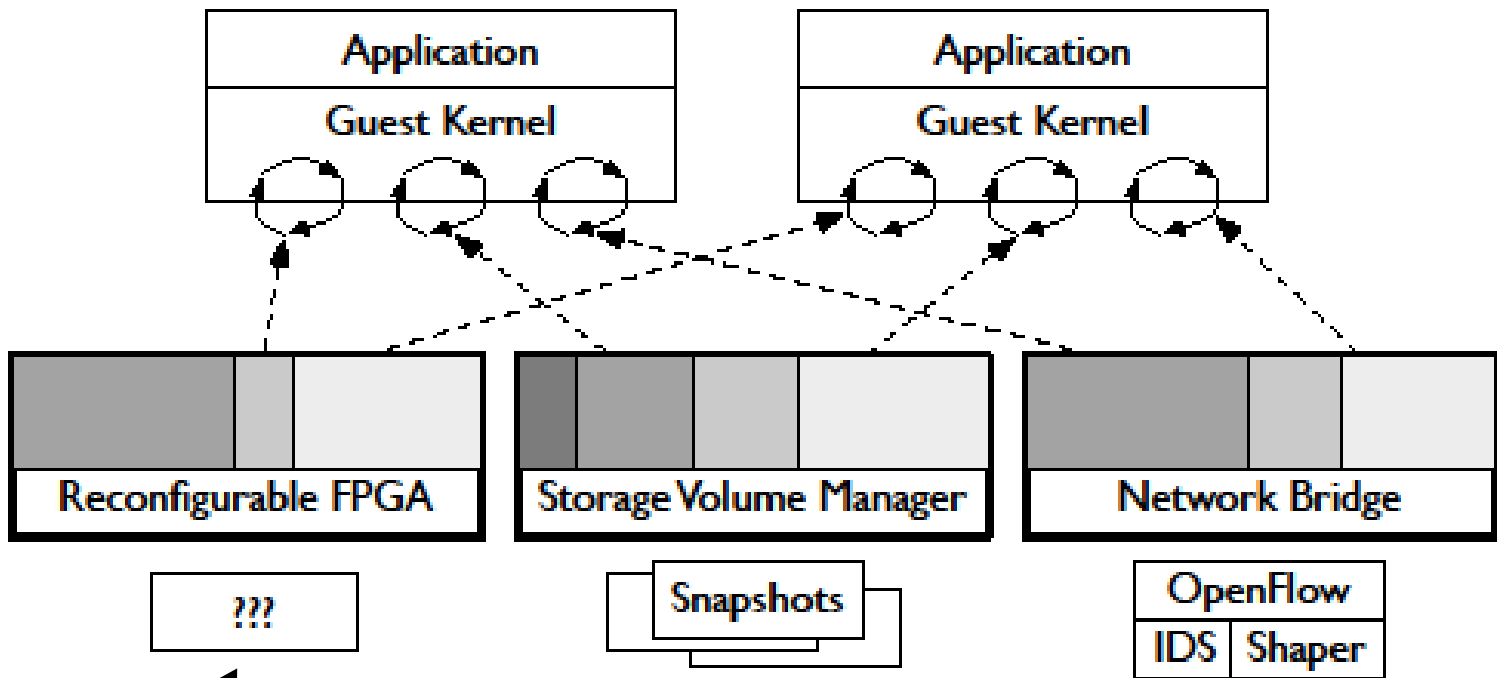 Application
Guest Kernel
Application
Guest Kernel
Reconfigurable FPGA
Storage Volume Manager
Network Bridge
???
Snapshots
OpenFlow
IDS
Shaper